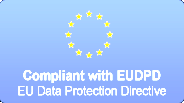 Compliant with EUDPD
EU Data Protection Directive